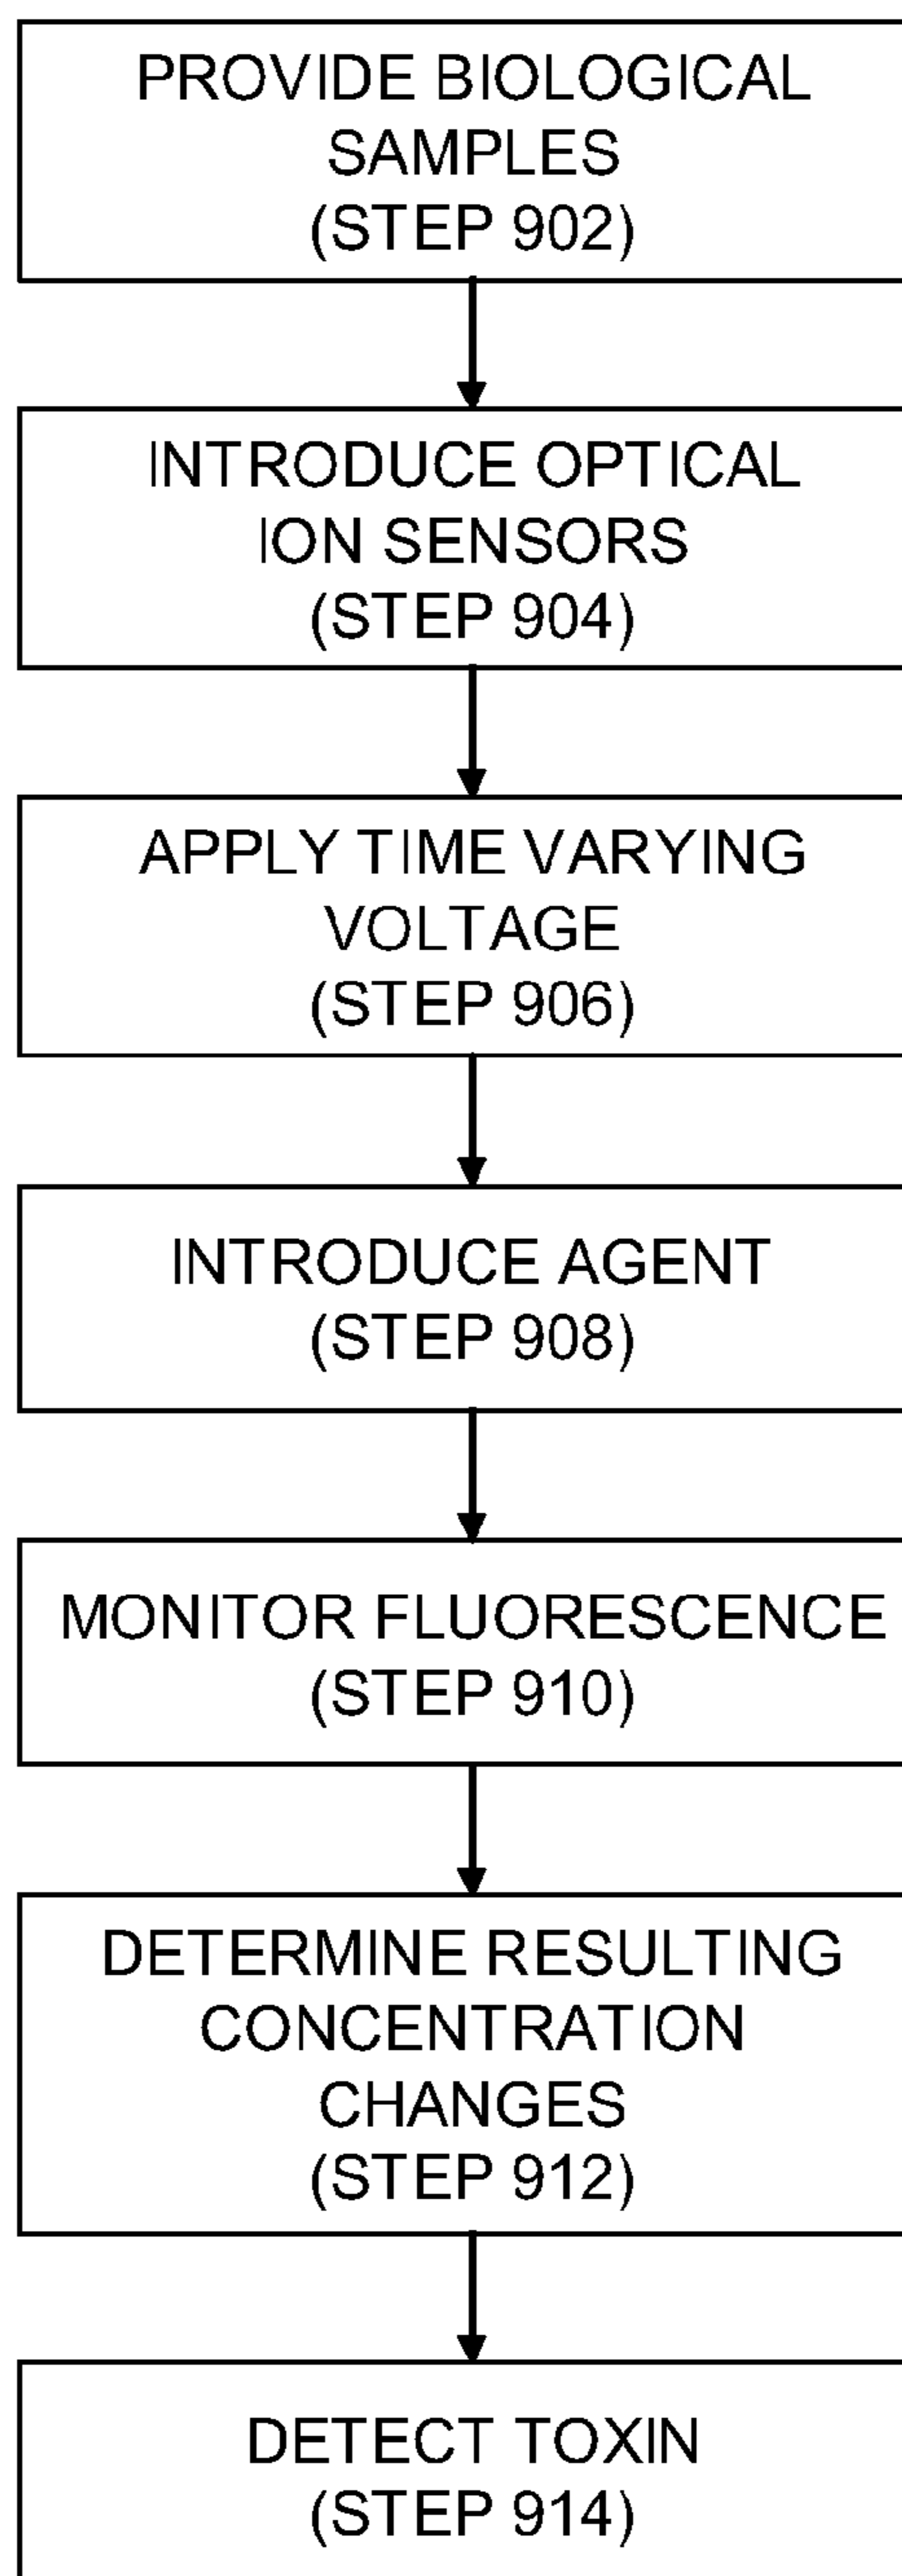 PROVIDE BIOLOGICAL
SAMPLES
(STEP 902)
INTRODUCE OPTICAL
ION SENSORS
(STEP 904)
APPLY TIME VARYING
VOLTAGE
(STEP 906)
INTRODUCE AGENT
(STEP 908)
MONITOR FLUORESCENCE
(STEP 910)
DETERMINE RESULTING
CONCENTRATION
CHANGES
(STEP 912)
DETECT TOXIN
(STEP 914)